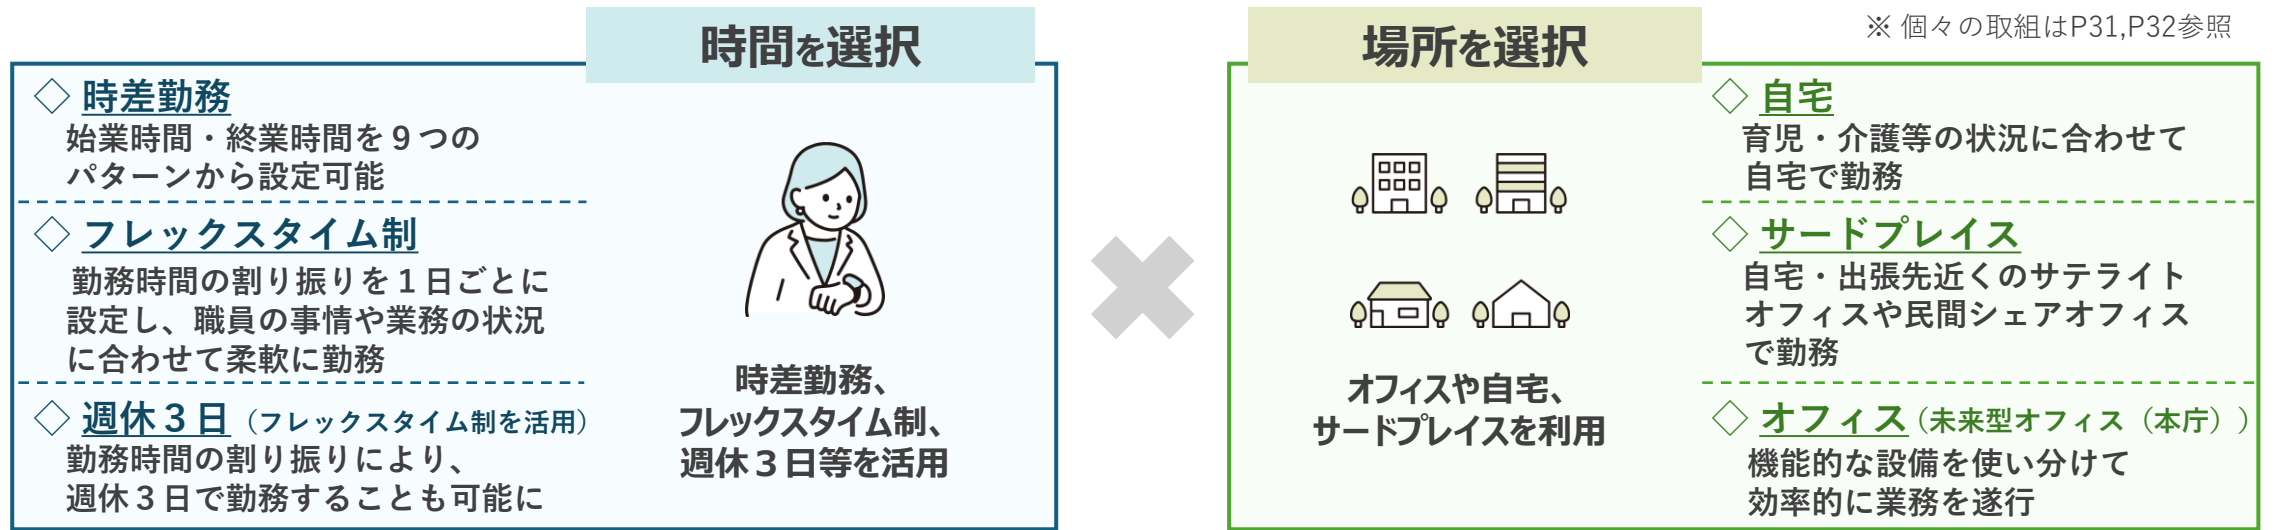 時間を選択
◇ 時差勤務
始業時間・終業時間を９つの
パターンから設定可能
◇ フレックスタイム制
勤務時間の割り振りを１日ごとに
設定し、職員の事情や業務の状況
に合わせて柔軟に勤務
◇ 週休３日（フレックスタイム制を活用）
勤務時間の割り振りにより、
週休３日で勤務することも可能に
時差勤務、
フレックスタイム制、
週休３日等を活用
場所を選択
※ 個々の取組はP31,P32参照
オフィスや自宅、
サードプレイスを利用
◇ 自宅
育児・介護等の状況に合わせて
自宅で勤務
◇ サードプレイス
自宅・出張先近くのサテライト
オフィスや民間シェアオフィス
で勤務
◇ オフィス（未来型オフィス（本庁））
機能的な設備を使い分けて
効率的に業務を遂行